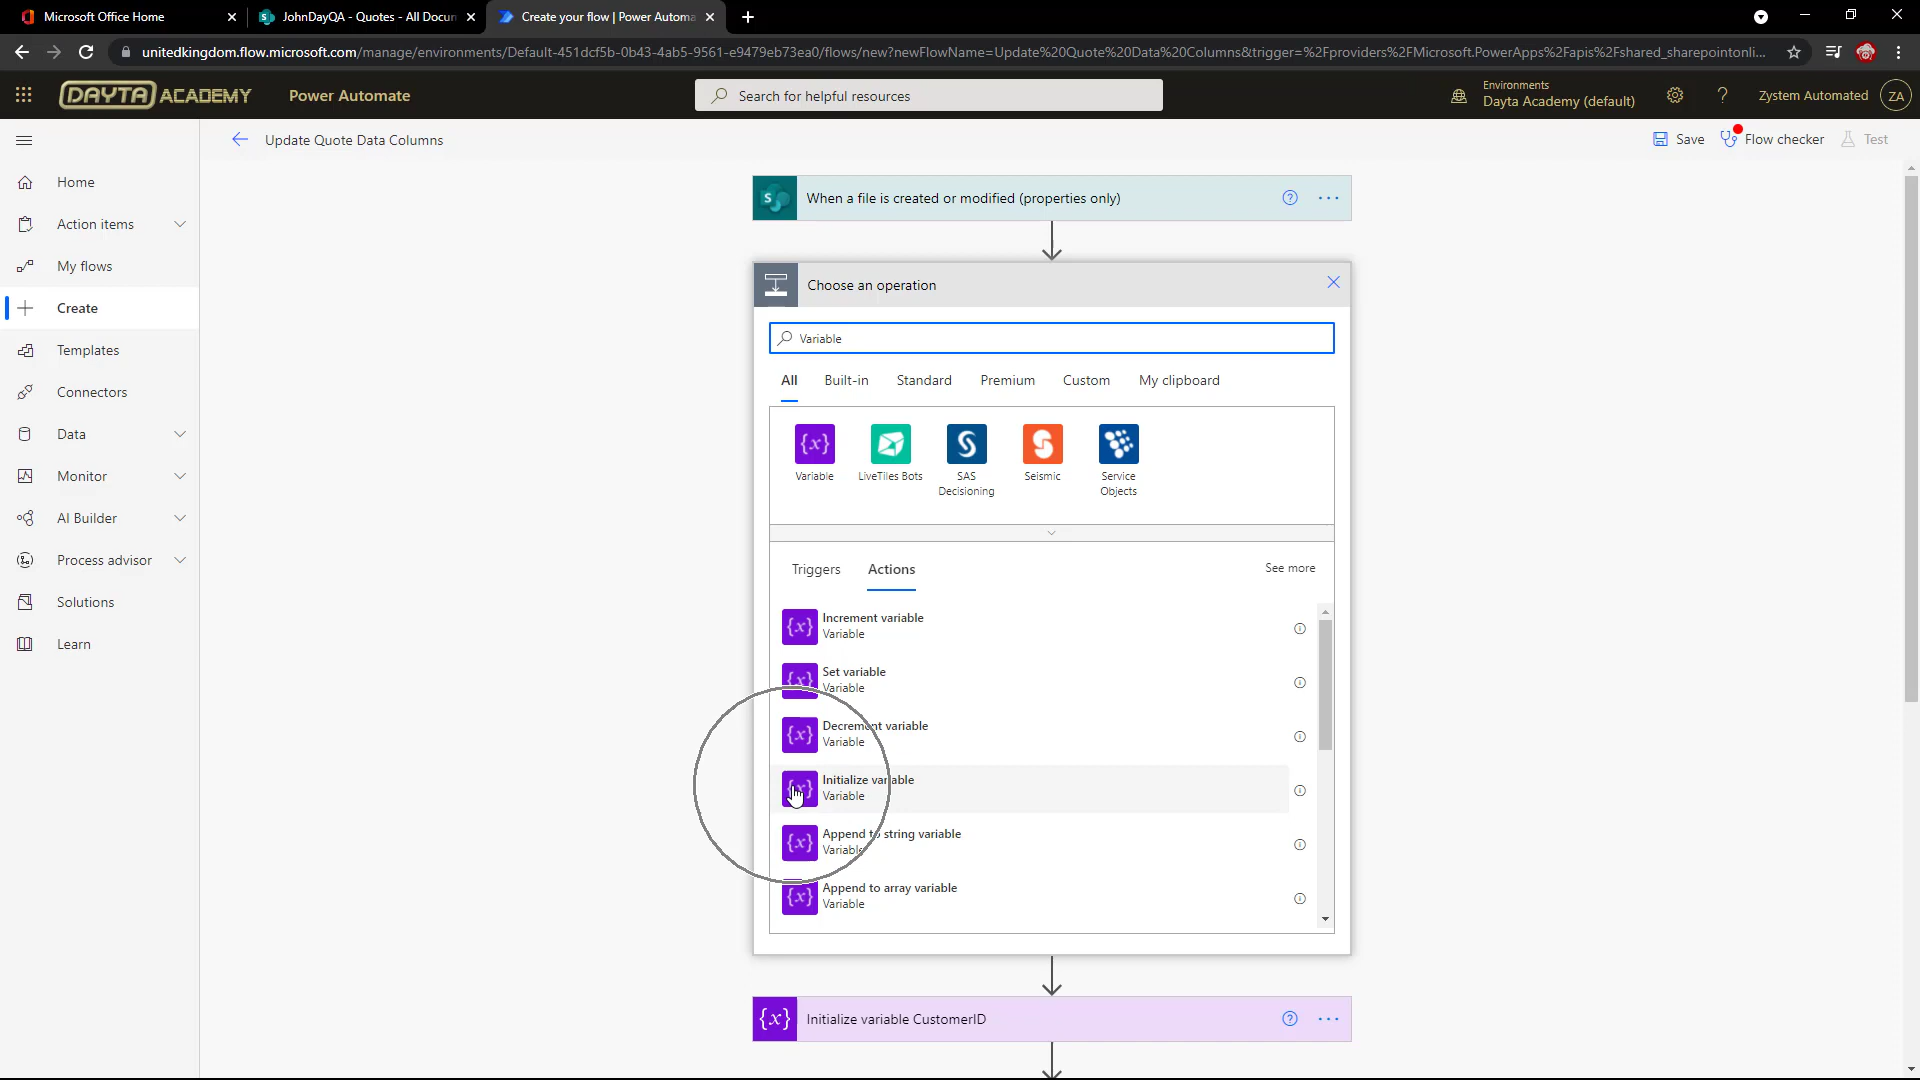 Microsoft Office Home
JohnDayQA - Quotes - All Docum
Create your flow | Power Automa
unitedkingdom.flow.microsoft.com/manage/environments/Default-451dcf5b-0b43-4ab5-9561-e9479eb73ea0/flows/new?newFlowName=Update%20Quote%20Data%20Columns&trigger=%2Fproviders%2FMicrosoft.PowerApps%2Fapis%2Fshared_sharepointonli...
DAYTA ACADEMY
Power Automate
Search for helpful resources
Environments
Dayta Academy (default)
?
Zystem Automated
ZA
Update Quote Data Columns
Save
Flow checker
Test
Home
Action items
My flows
Create
Templates
Connectors
Data
Monitor
AI Builder
Process advisor
Solutions
Learn
When a file is created or modified (properties only)
Choose an operation
Variable
All
Built-in
Standard
Premium
Custom
My clipboard
Variable
LiveTiles Bots
SAS
Decisioning
Seismic
Service
Objects
Triggers
Actions
See more
Increment variable
Variable
Set variable
Variable
Decrement variable
Variable
Initialize variable
Variable
Append to string variable
Variable
Append to array variable
Variable
{x}
Initialize variable CustomerID